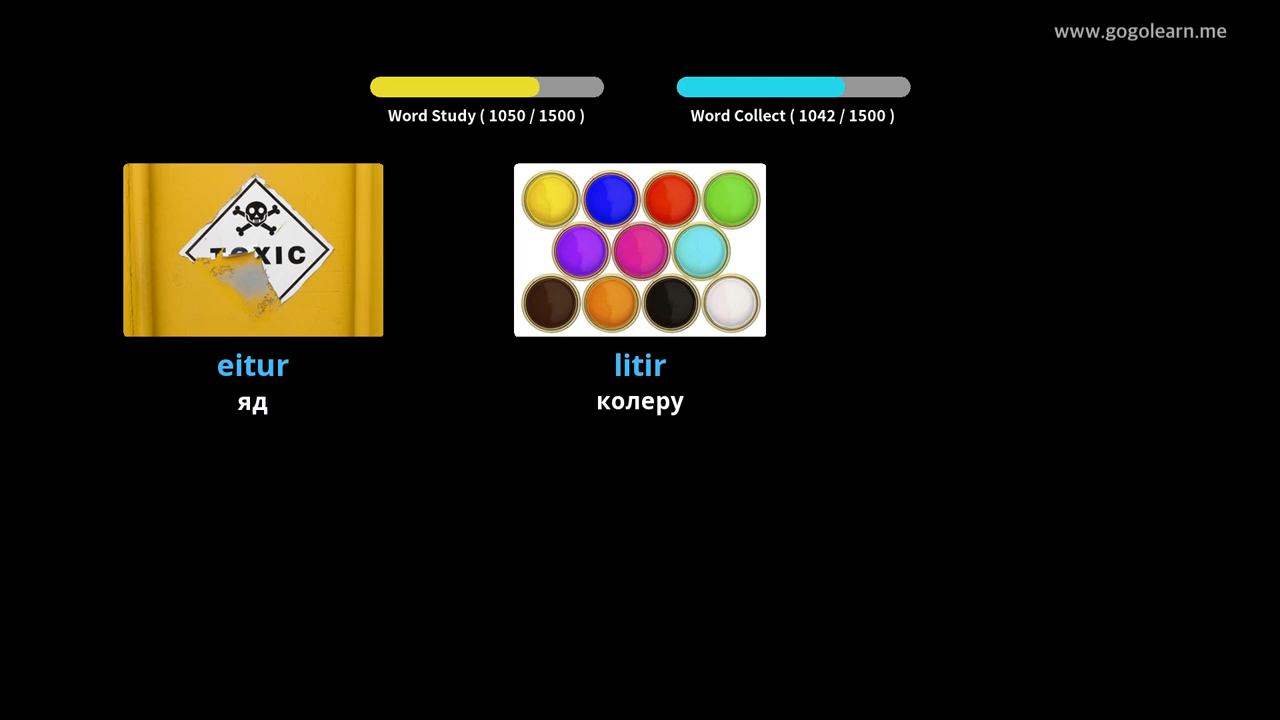 www.gogolearn.me
Word Study ( 1050 / 1500 )
Word Collect ( 1042 / 1500 )
TOXIC
eitur
litir
яд
колеру